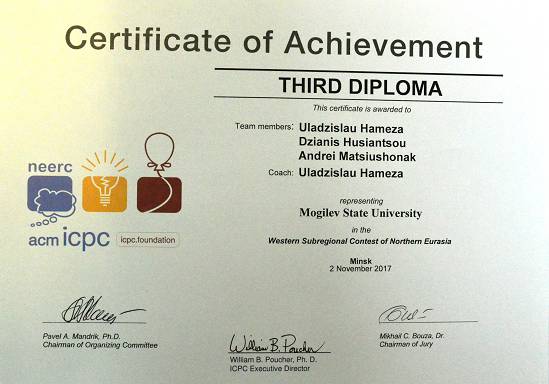 Certificate of Achievement
THIRD DIPLOMA
This certificate is awarded to
Team members: Uladzislau Hameza
Dzianis Husiantsou
Andrei Matsiushonak
Coach: Uladzislau Hameza
neerc
acm icpc icpc.foundation
representing
Mogilev State University
in the
Western Subregional Contest of Northern Eurasia
Minsk
2 November 2017
Pavel A. Mandrik, Ph.D.
Chairman of Organizing Committee
William B. Poucher
William B. Poucher, Ph. D.
ICPC Executive Director
Mikhail C. Bouza, Dr.
Chairman of Jury